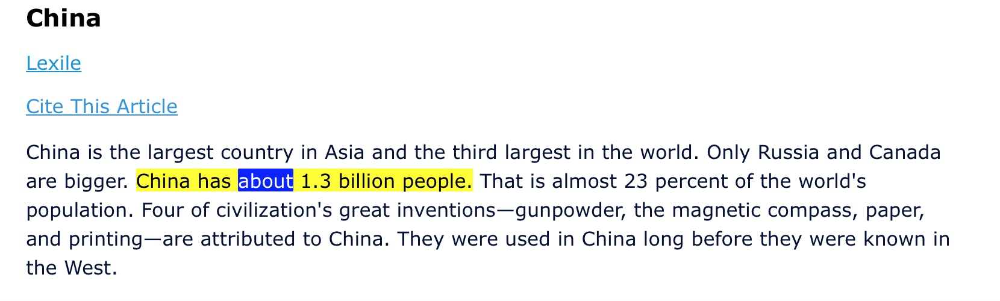 China
Lexile
Cite This Article
China is the largest country in Asia and the third largest in the world. Only Russia and Canada
are bigger. China has about 1.3 billion people. That is almost 23 percent of the world's
population. Four of civilization's great inventions—gunpowder, the magnetic compass, paper,
and printing—are attributed to China. They were used in China long before they were known in
the West.